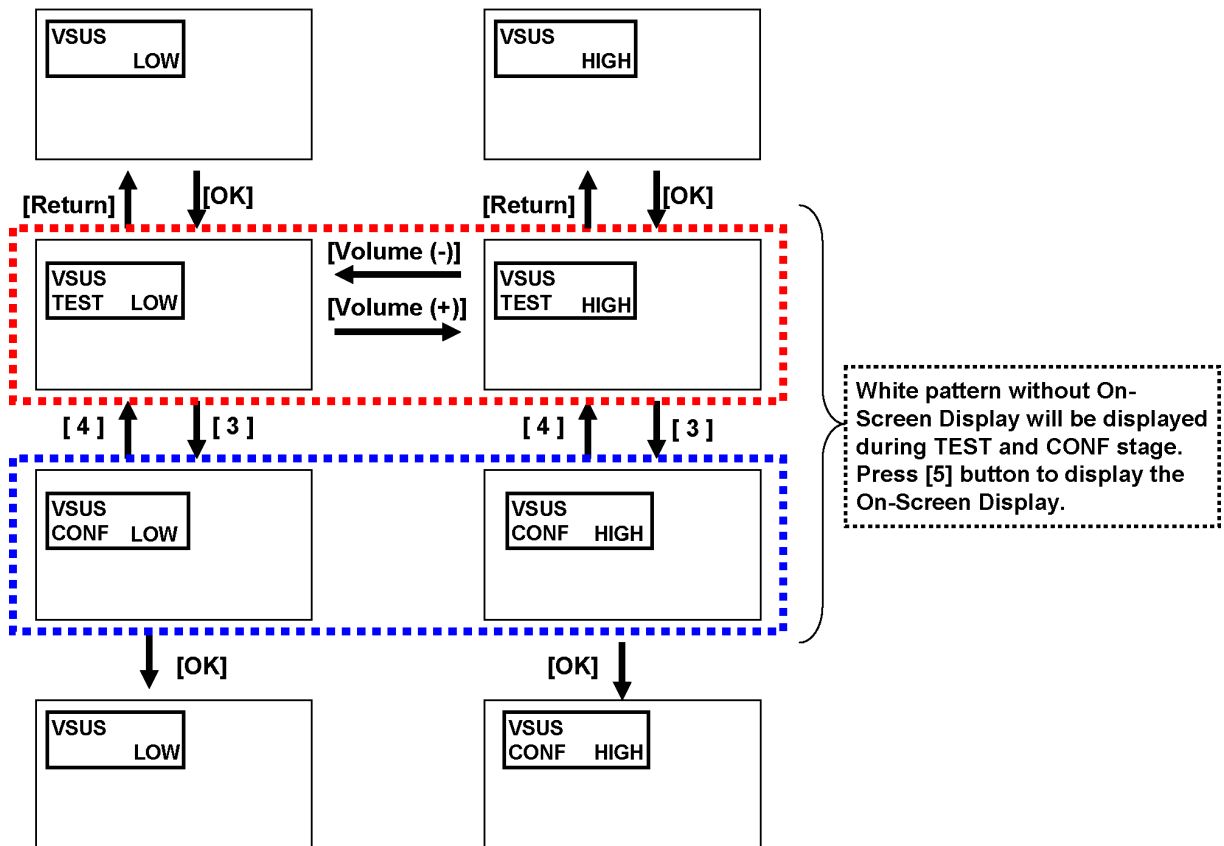 VSUS
LOW
VSUS
HIGH
[Return]
[OK]
[Return]
[OK]
VSUS
TEST LOW
[Volume (-)]
[Volume (+)]
VSUS
TEST HIGH
[ 4 ]
[ 3 ]
[ 4 ]
[ 3 ]
White pattern without On-
Screen Display will be displayed
during TEST and CONF stage.
Press [5] button to display the
On-Screen Display.
VSUS
CONF LOW
VSUS
CONF HIGH
[OK]
[OK]
VSUS
LOW
VSUS
CONF HIGH